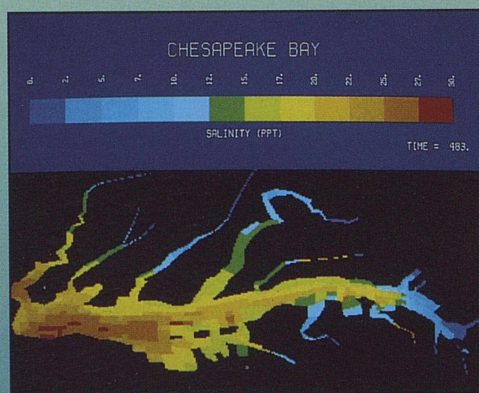 CHESAPEAKE BAY
0. 2. 5. 7. 10. 12. 15. 17. 20. 22. 25. 27. 30.
SALINITY (PPT)
TIME = 483.